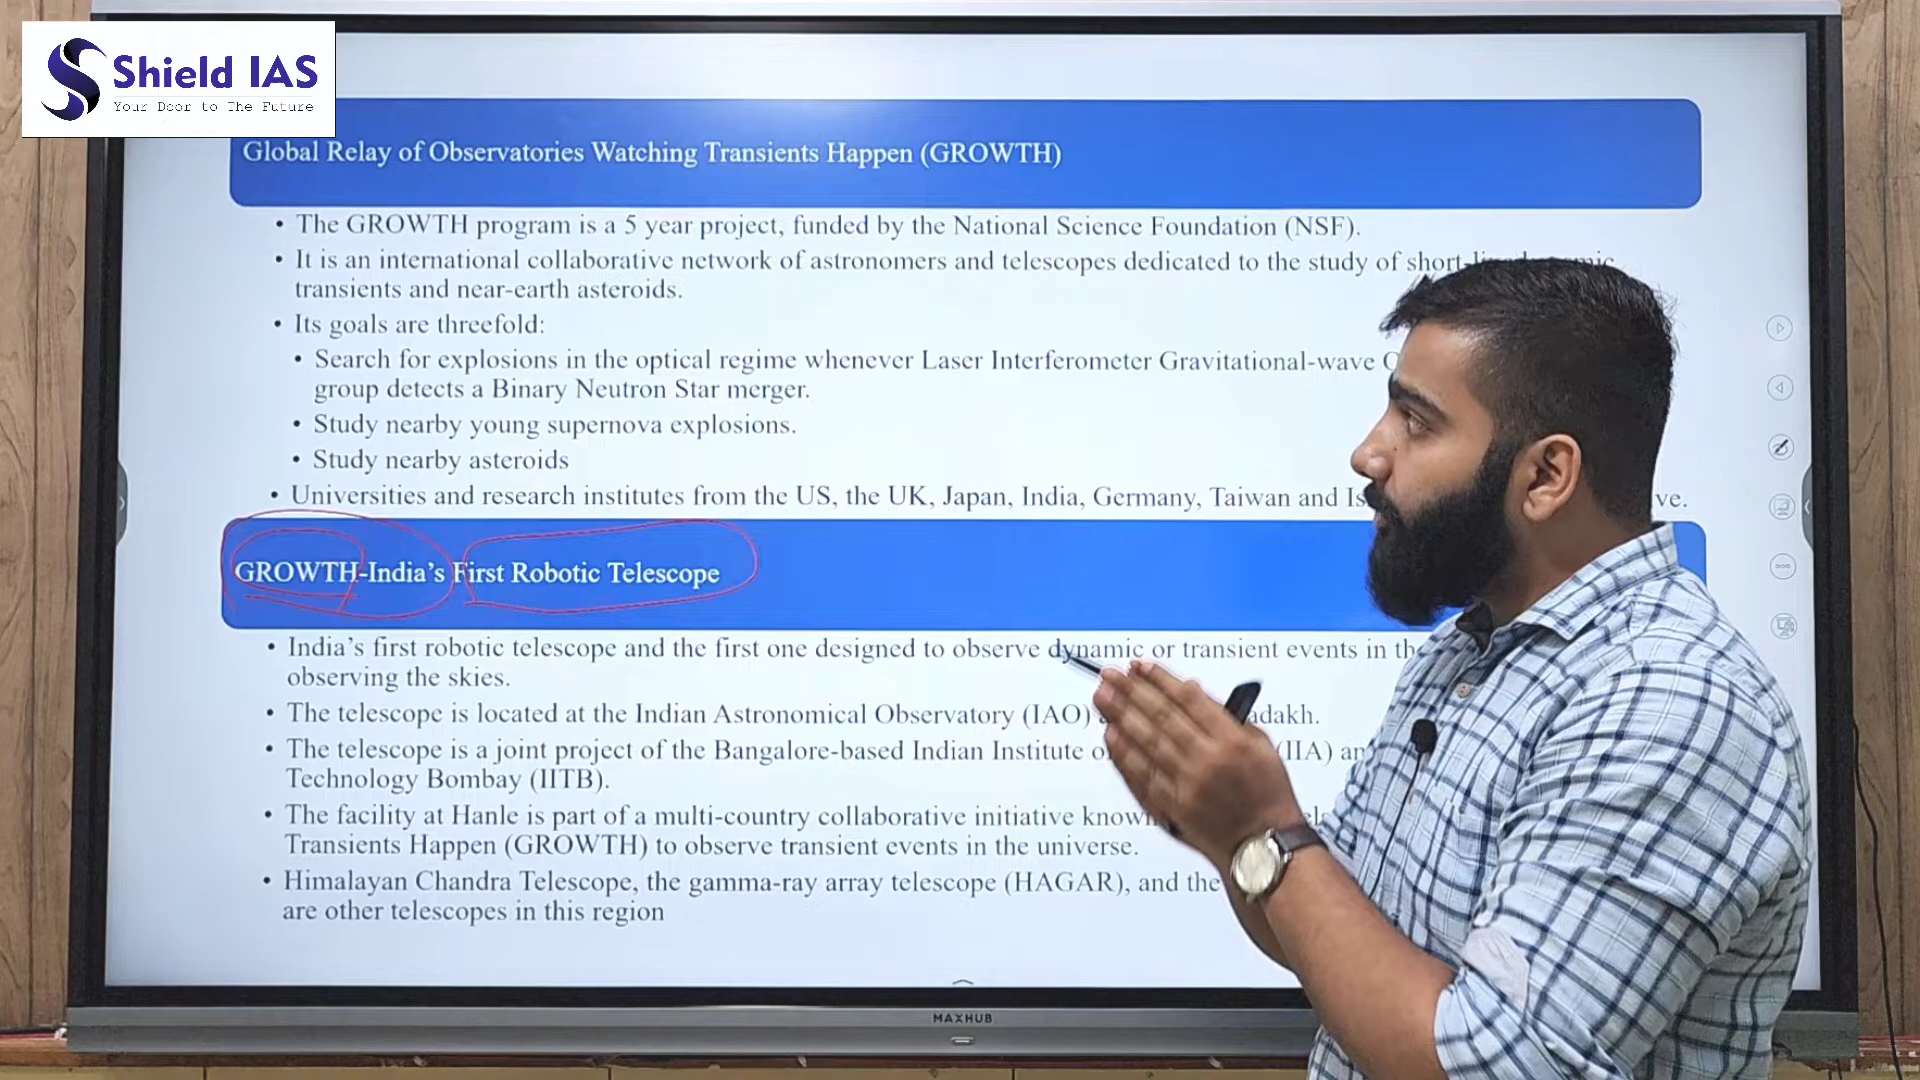 Shield IAS
Your Door to The Future
Global Relay of Observatories Watching Transients Happen (GROWTH)
• The GROWTH program is a 5 year project, funded by the National Science Foundation (NSF).
• It is an international collaborative network of astronomers and telescopes dedicated to the study of
transients and near-earth asteroids.
• Its goals are threefold:
• Search for explosions in the optical regime whenever Laser Interferometer Gravitational-wave
group detects a Binary Neutron Star merger.
• Study nearby young supernova explosions.
• Study nearby asteroids
• Universities and research institutes from the US, the UK, Japan, India, Germany, Taiwan and
GROWTH-India's First Robotic Telescope
• India's first robotic telescope and the first one designed to observe dynamic or transient events in
observing the skies.
• The telescope is located at the Indian Astronomical Observatory (IAO)
• The telescope is a joint project of the Bangalore-based Indian Institute (IIA)
Technology Bombay (IITB).
• The facility at Hanle is part of a multi-country collaborative initiative
Transients Happen (GROWTH) to observe transient events in the universe.
• Himalayan Chandra Telescope, the gamma-ray array telescope (HAGAR), and the
are other telescopes in this region
MAXHUB